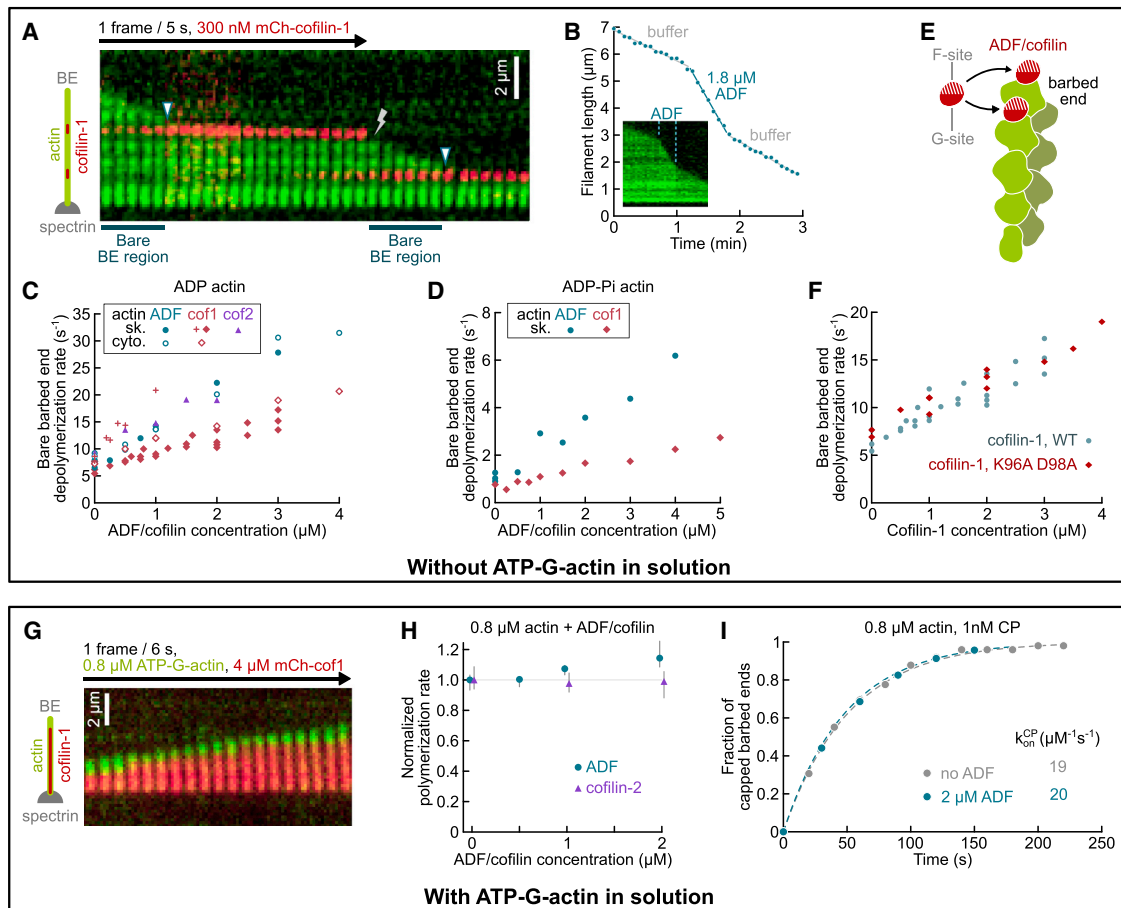 A
1 frame / 5 s, 300 nM mCh-cofilin-1
BE
actin
cofilin-1
spectrin
2 µm
Bare
BE region
Bare
BE region
B
Filament length (µm)
7
6
5
4
3
2
1
0
buffer
1.8 µM
ADF
ADF
buffer
0 1 2 3
Time (min)
E
F-site
G-site
ADF/cofilin
barbed
end
C
ADP actin
actin ADF cof1 cof2
sk.
cyto.
Bare barbed end
depolymerization rate (s⁻¹)
35
30
25
20
15
10
5
0
0 1 2 3 4
ADF/cofilin concentration (µM)
D
ADP-Pi actin
actin ADF cof1
sk.
Bare barbed end
depolymerization rate (s⁻¹)
8
6
4
2
0
0 1 2 3 4 5
ADF/cofilin concentration (µM)
F
Bare barbed end
depolymerization rate (s⁻¹)
20
15
10
5
0
cofilin-1, WT
cofilin-1, K96A D98A
0 1 2 3 4
Cofilin-1 concentration (µM)
Without ATP-G-actin in solution
G
1 frame / 6 s,
0.8 µM ATP-G-actin, 4 µM mCh-cof1
BE
actin
cofilin-1
spectrin
2 µm
H
0.8 µM actin + ADF/cofilin
Normalized
polymerization rate
1.2
1.0
0.8
0.6
0.4
0.2
0
ADF
cofilin-2
0 1 2
ADF/cofilin concentration (µM)
I
0.8 µM actin, 1nM CP
Fraction of
capped barbed ends
1
0.8
0.6
0.4
0.2
0
k_on^CP (µM⁻¹s⁻¹)
no ADF 19
2 µM ADF 20
0 50 100 150 200 250
Time (s)
With ATP-G-actin in solution